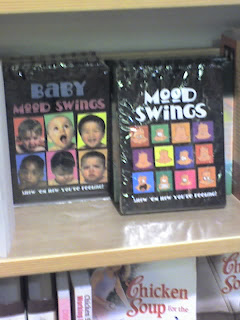 BABY
MOOD SWINGS
SHOW 'EM HOW YOU'RE FEELING!
MOOD
SWINGS
SHOW 'EM HOW YOU'RE FEELING!
Chicken
Soup for the
Chicken
Ch
So